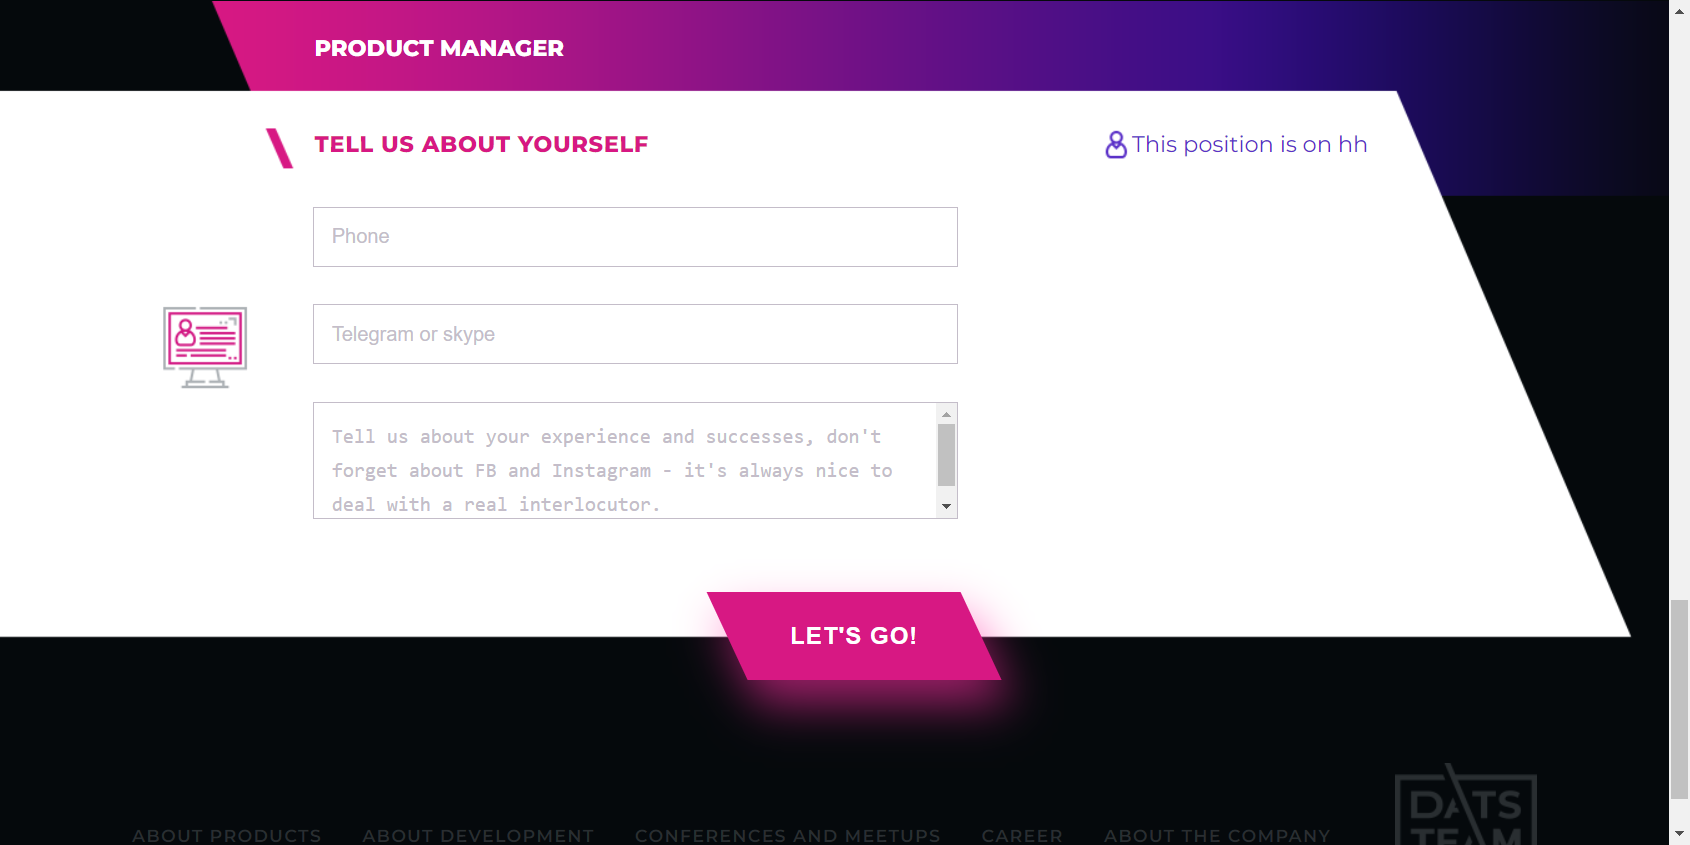 PRODUCT MANAGER
TELL US ABOUT YOURSELF
This position is on hh
Phone
Telegram or skype
Tell us about your experience and successes, don't
forget about FB and Instagram - it's always nice to
deal with a real interlocutor.
LET'S GO!
ABOUT PRODUCTS
ABOUT DEVELOPMENT
CONFERENCES AND MEETUPS
CAREER
ABOUT THE COMPANY
DATS
TEAM